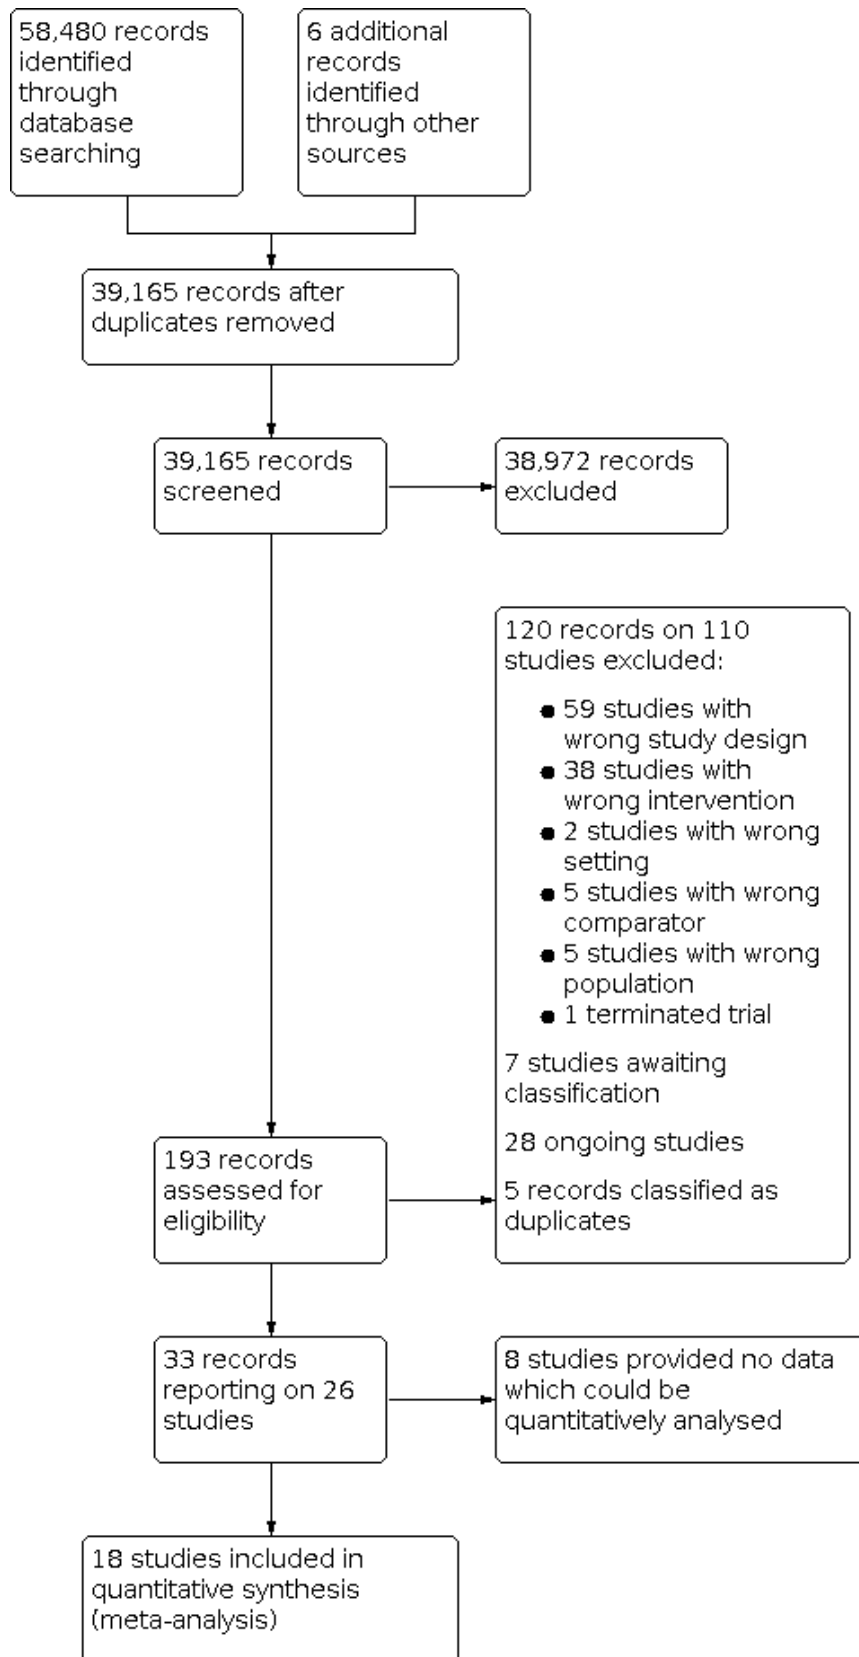 58,480 records
identified
through
database
searching
6 additional
records
identified
through other
sources
39,165 records after
duplicates removed
39,165 records
screened
38,972 records
excluded
120 records on 110
studies excluded:
● 59 studies with
wrong study design
● 38 studies with
wrong intervention
● 2 studies with wrong
setting
● 5 studies with wrong
comparator
● 5 studies with wrong
population
● 1 terminated trial
7 studies awaiting
classification
28 ongoing studies
5 records classified as
duplicates
193 records
assessed for
eligibility
33 records
reporting on 26
studies
8 studies provided no data
which could be
quantitatively analysed
18 studies included in
quantitative synthesis
(meta-analysis)